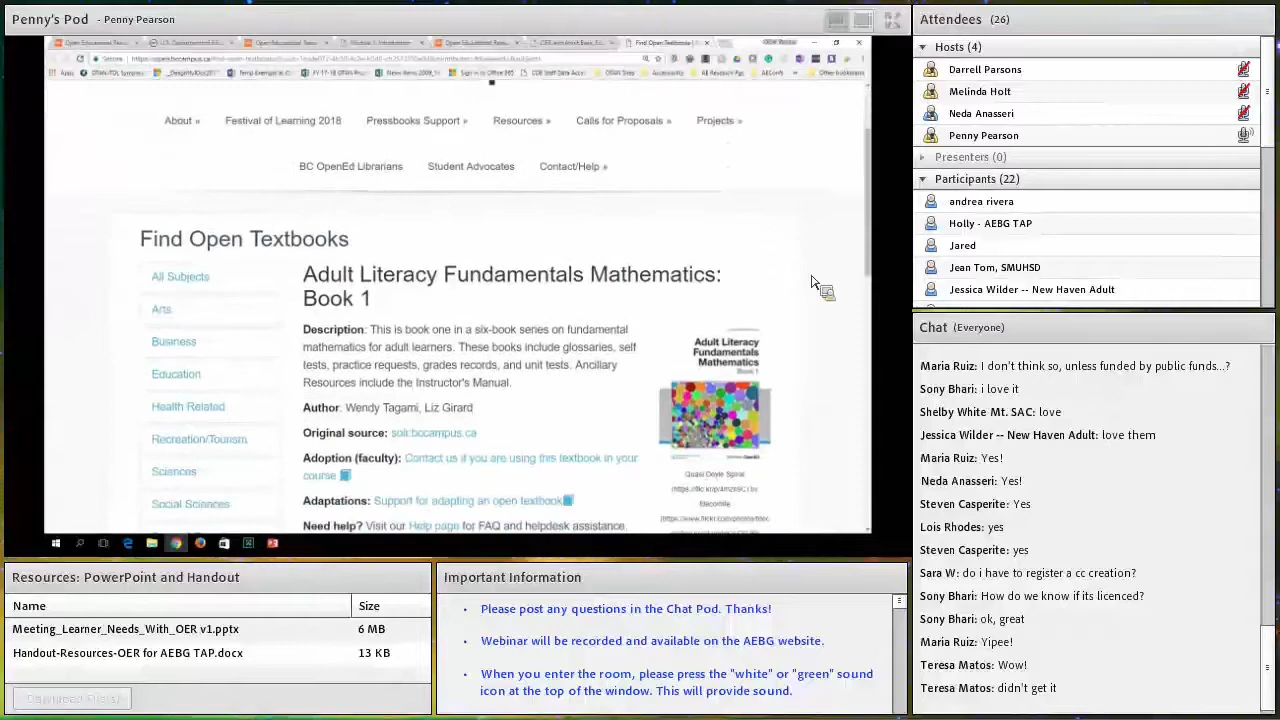 Penny's Pod - Penny Pearson
About »
Festival of Learning 2018
Pressbooks Support »
Resources »
Calls for Proposals »
Projects »
BC OpenEd Librarians
Student Advocates
Contact/Help »
Find Open Textbooks
All Subjects
Arts
Business
Education
Health Related
Recreation/Tourism
Sciences
Social Sciences
Adult Literacy Fundamentals Mathematics:
Book 1
Description: This is book one in a six-book series on fundamental
mathematics for adult learners. These books include glossaries, self
tests, practice requests, grades records, and unit tests. Ancillary
Resources include the Instructor's Manual.
Author: Wendy Tagami, Liz Girard
Original source: solr.bccampus.ca
Adoption (faculty): Contact us if you are using this textbook in your
course
Adaptations: Support for adapting an open textbook
Need help? Visit our Help page for FAQ and helpdesk assistance.
Adult Literacy
Fundamentals
Mathematics
Book 1
Quasi Doyle Spiral
Resources: PowerPoint and Handout
Name
Size
Meeting_Learner_Needs_With_OER v1.pptx
6 MB
Handout-Resources-OER for AEBG TAP.docx
13 KB
Download File(s)
Important Information
• Please post any questions in the Chat Pod. Thanks!
• Webinar will be recorded and available on the AEBG website.
• When you enter the room, please press the "white" or "green" sound
icon at the top of the window. This will provide sound.
Attendees (26)
Hosts (4)
Darrell Parsons
Melinda Holt
Neda Anasseri
Penny Pearson
Presenters (0)
Participants (22)
andrea rivera
Holly - AEBG TAP
Jared
Jean Tom, SMUHSD
Jessica Wilder -- New Haven Adult
Chat (Everyone)
Maria Ruiz: I don't think so, unless funded by public funds...?
Sony Bhari: i love it
Shelby White Mt. SAC: love
Jessica Wilder -- New Haven Adult: love them
Maria Ruiz: Yes!
Neda Anasseri: Yes!
Steven Casperite: Yes
Lois Rhodes: yes
Steven Casperite: yes
Sara W: do i have to register a cc creation?
Sony Bhari: How do we know if its licenced?
Sony Bhari: ok, great
Maria Ruiz: Yipee!
Teresa Matos: Wow!
Teresa Matos: didn't get it